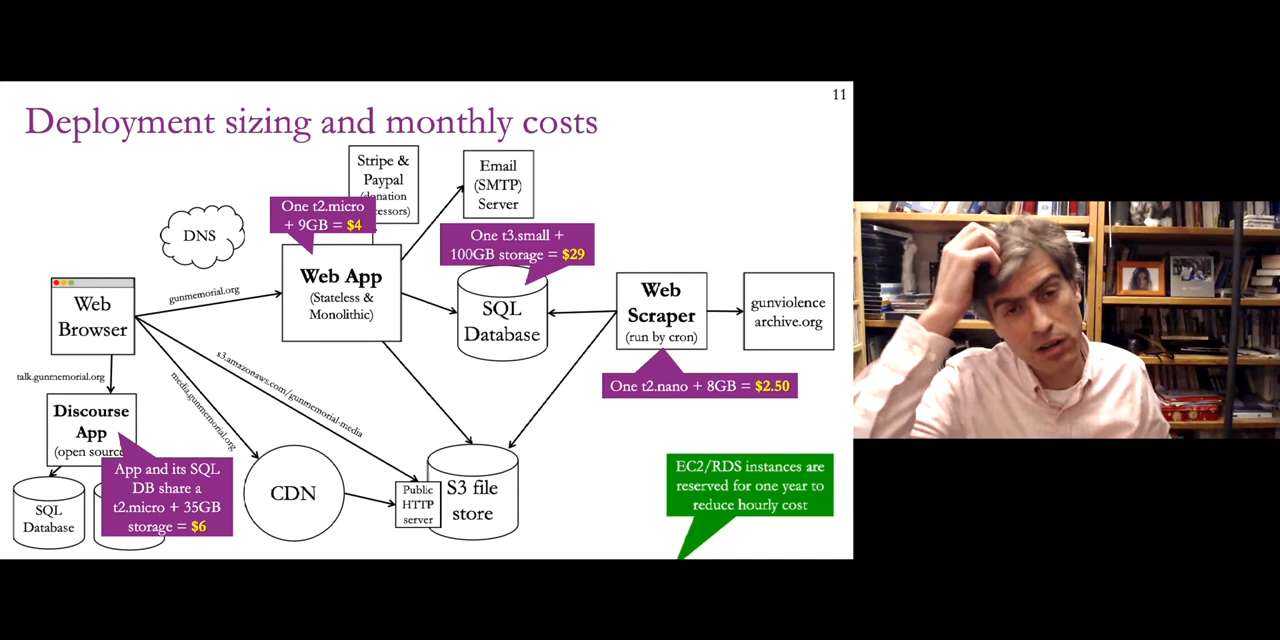 11
Deployment sizing and monthly costs
Stripe &
Paypal
(donation
cessors)
Email
(SMTP)
Server
One t2.micro
+ 9GB = $4
DNS
One t3.small +
100GB storage = $29
Web App
(Stateless &
Monolithic)
gunmemorial.org
Web
Browser
SQL
Database
Web
Scraper
(run by cron)
gunviolence
archive.org
One t2.nano + 8GB = $2.50
talk.gunmemorial.org
media.gunmemorial.org
s3.amazonaws.com/gunmemorial-media
Discourse
App
(open source
App and its SQL
DB share a
t2.micro + 35GB
storage = $6
SQL
Database
CDN
Public
HTTP
server
S3 file
store
EC2/RDS instances are
reserved for one year to
reduce hourly cost